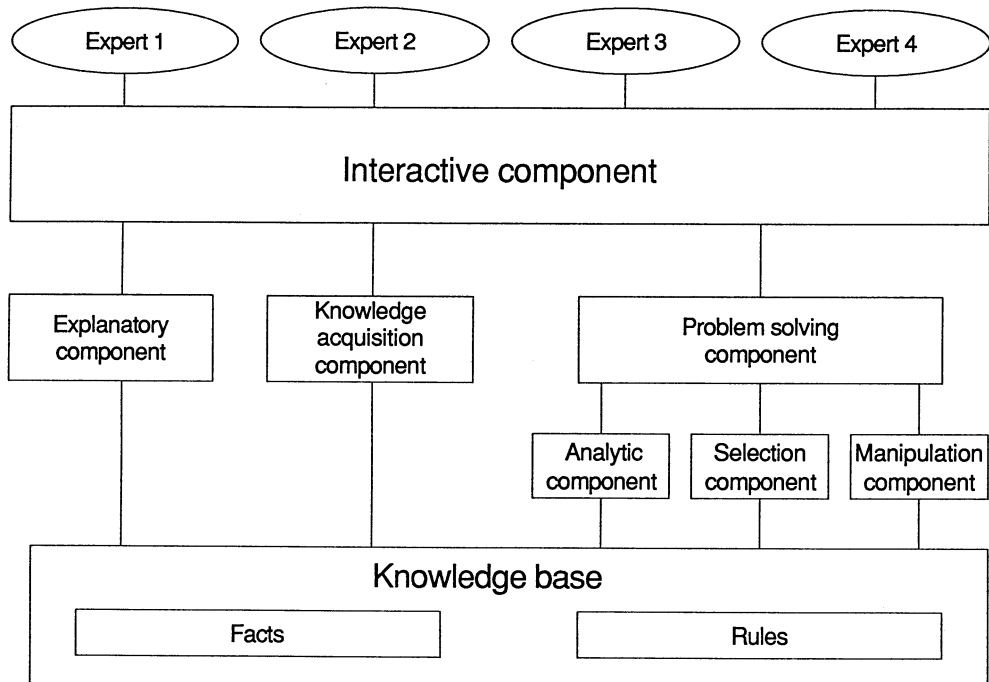 Expert 1
Expert 2
Expert 3
Expert 4
Interactive component
Explanatory
component
Knowledge
acquisition
component
Problem solving
component
Analytic
component
Selection
component
Manipulation
component
Knowledge base
Facts
Rules